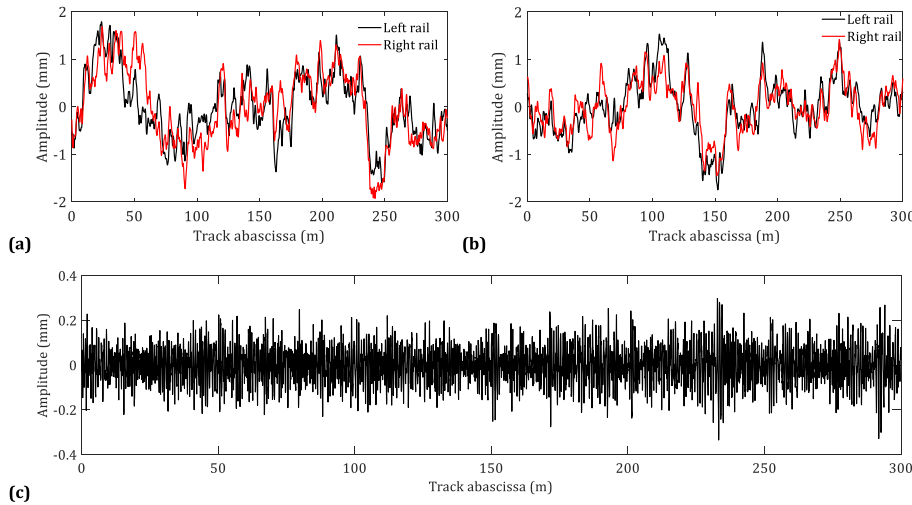 2
1
0
-1
-2
Amplitude (mm)
Left rail
Right rail
0
50
100
150
200
250
300
Track abascissa (m)
(a)
2
1
0
-1
-2
Amplitude (mm)
Left rail
Right rail
0
50
100
150
200
250
300
Track abascissa (m)
(b)
0.4
0.2
0
-0.2
-0.4
Amplitude (mm)
0
50
100
150
200
250
300
Track abascissa (m)
(c)